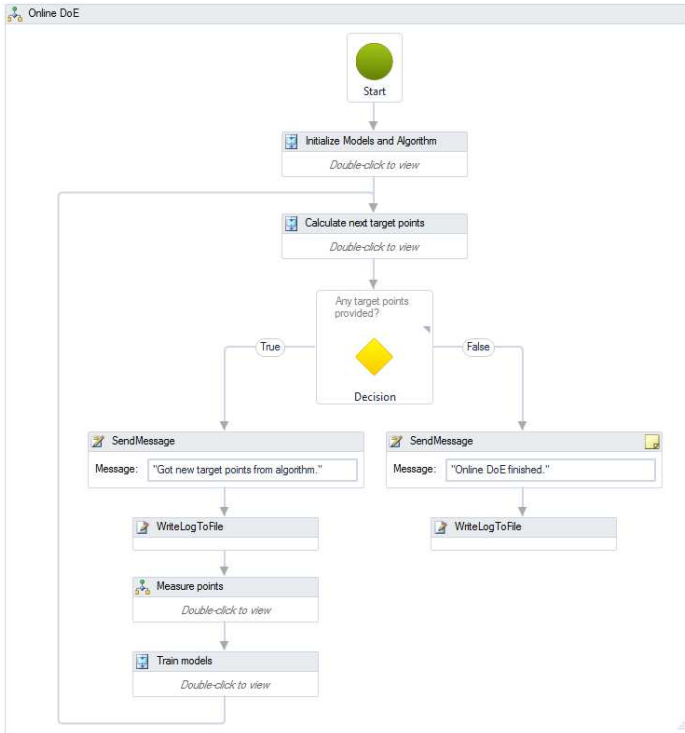 Online DoE
Start
Initialize Models and Algorithm
Double-click to view
Calculate next target points
Double-click to view
Any target points
provided?
True
False
Decision
SendMessage
Message: "Got new target points from algorithm."
SendMessage
Message: "Online DoE finished."
WriteLogToFile
WriteLogToFile
Measure points
Double-click to view
Train models
Double-click to view